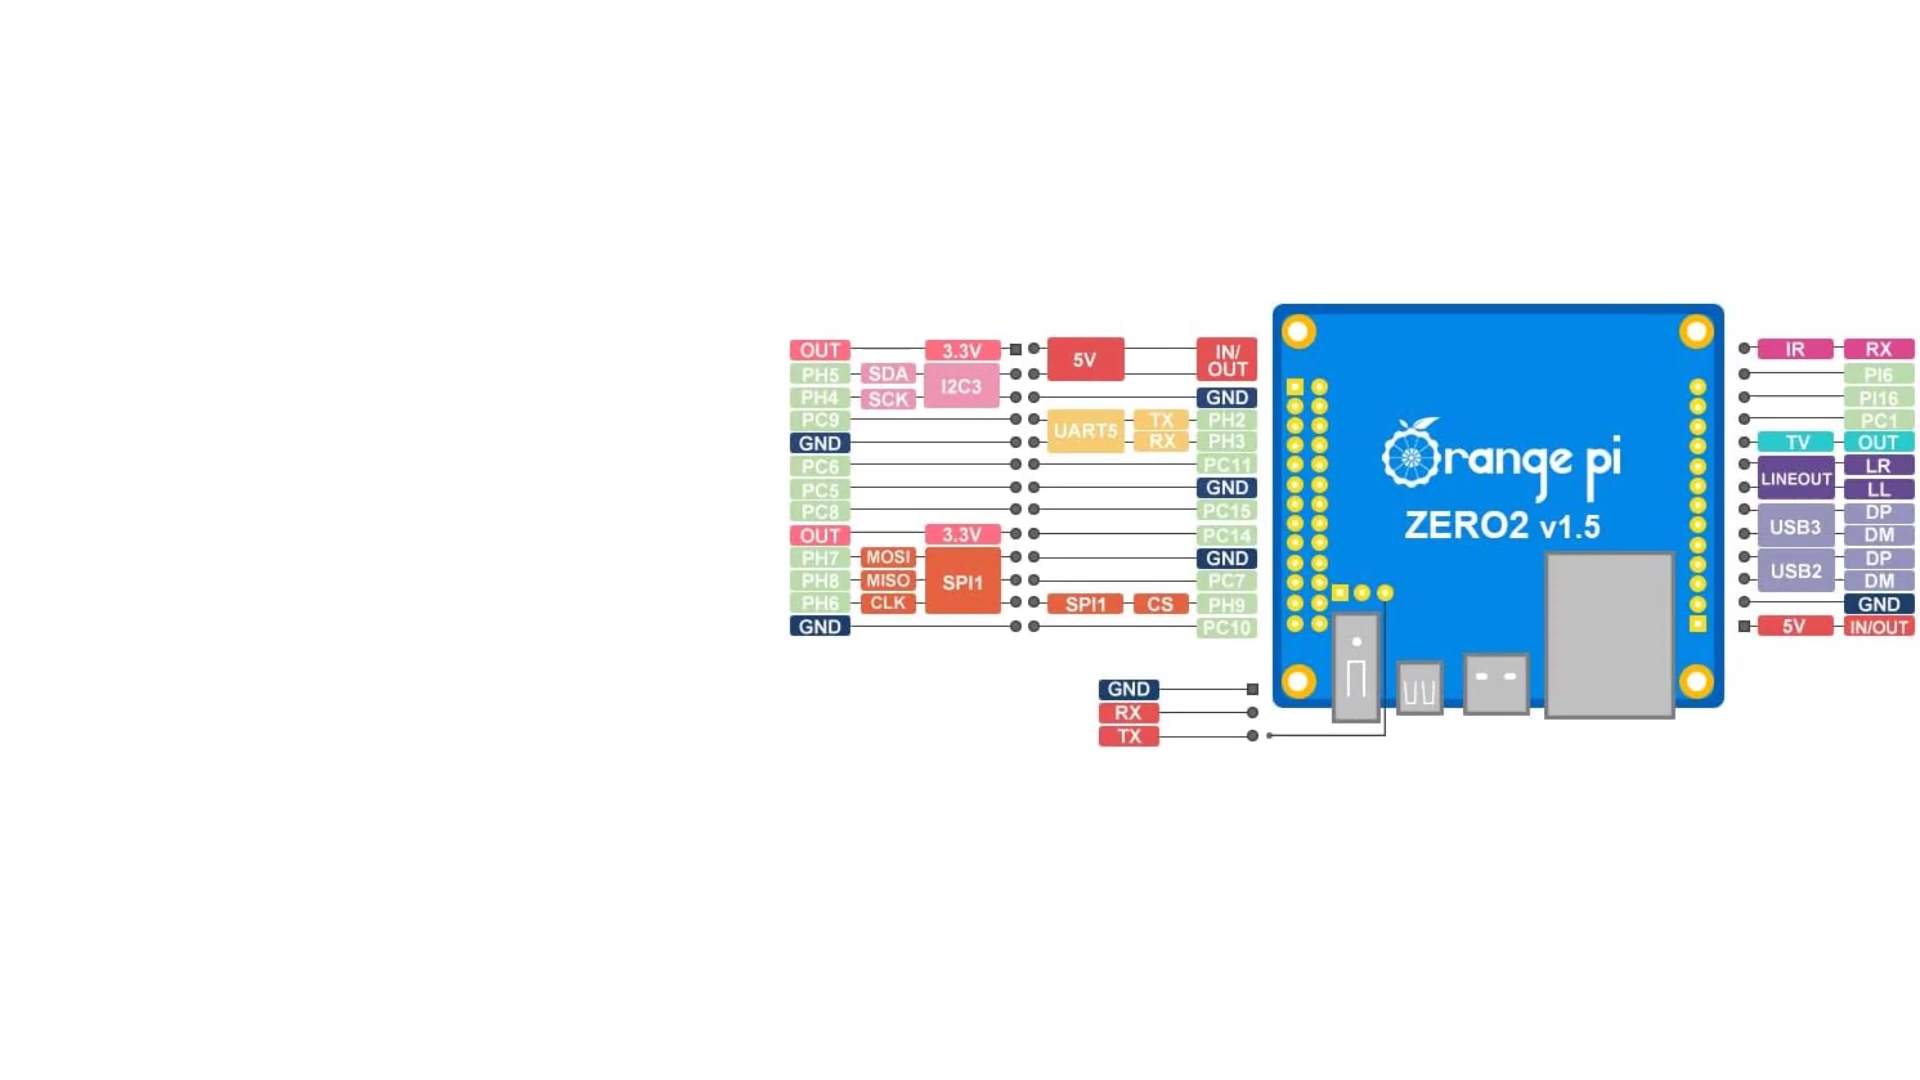 OUT 3.3V 5V IN/OUT
PH5 SDA I2C3
PH4 SCK GND
PC9 UART5 TX PH2
GND RX PH3
PC6 PC11
PC5 GND
PC8 PC15
OUT 3.3V PC14
PH7 MOSI SPI1 GND
PH8 MISO PC7
PH6 CLK SPI1 CS PH9
GND PC10
GND
RX
TX
Orange pi
ZERO2 v1.5
IR RX
PI6
PI16
PC1
TV OUT
LINEOUT LR
LL
USB3 DP
DM
USB2 DP
DM
GND
5V IN/OUT